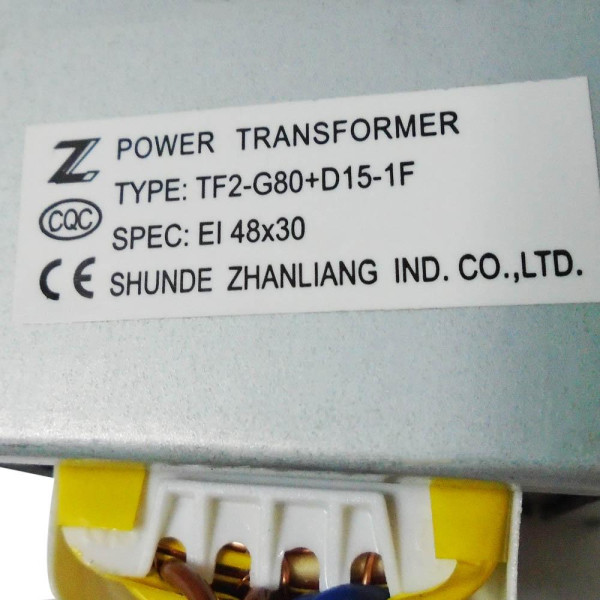 Z POWER TRANSFORMER
TYPE: TF2-G80+D15-1F
CQC SPEC: EI 48x30
CE SHUNDE ZHANLIANG IND. CO.,LTD.